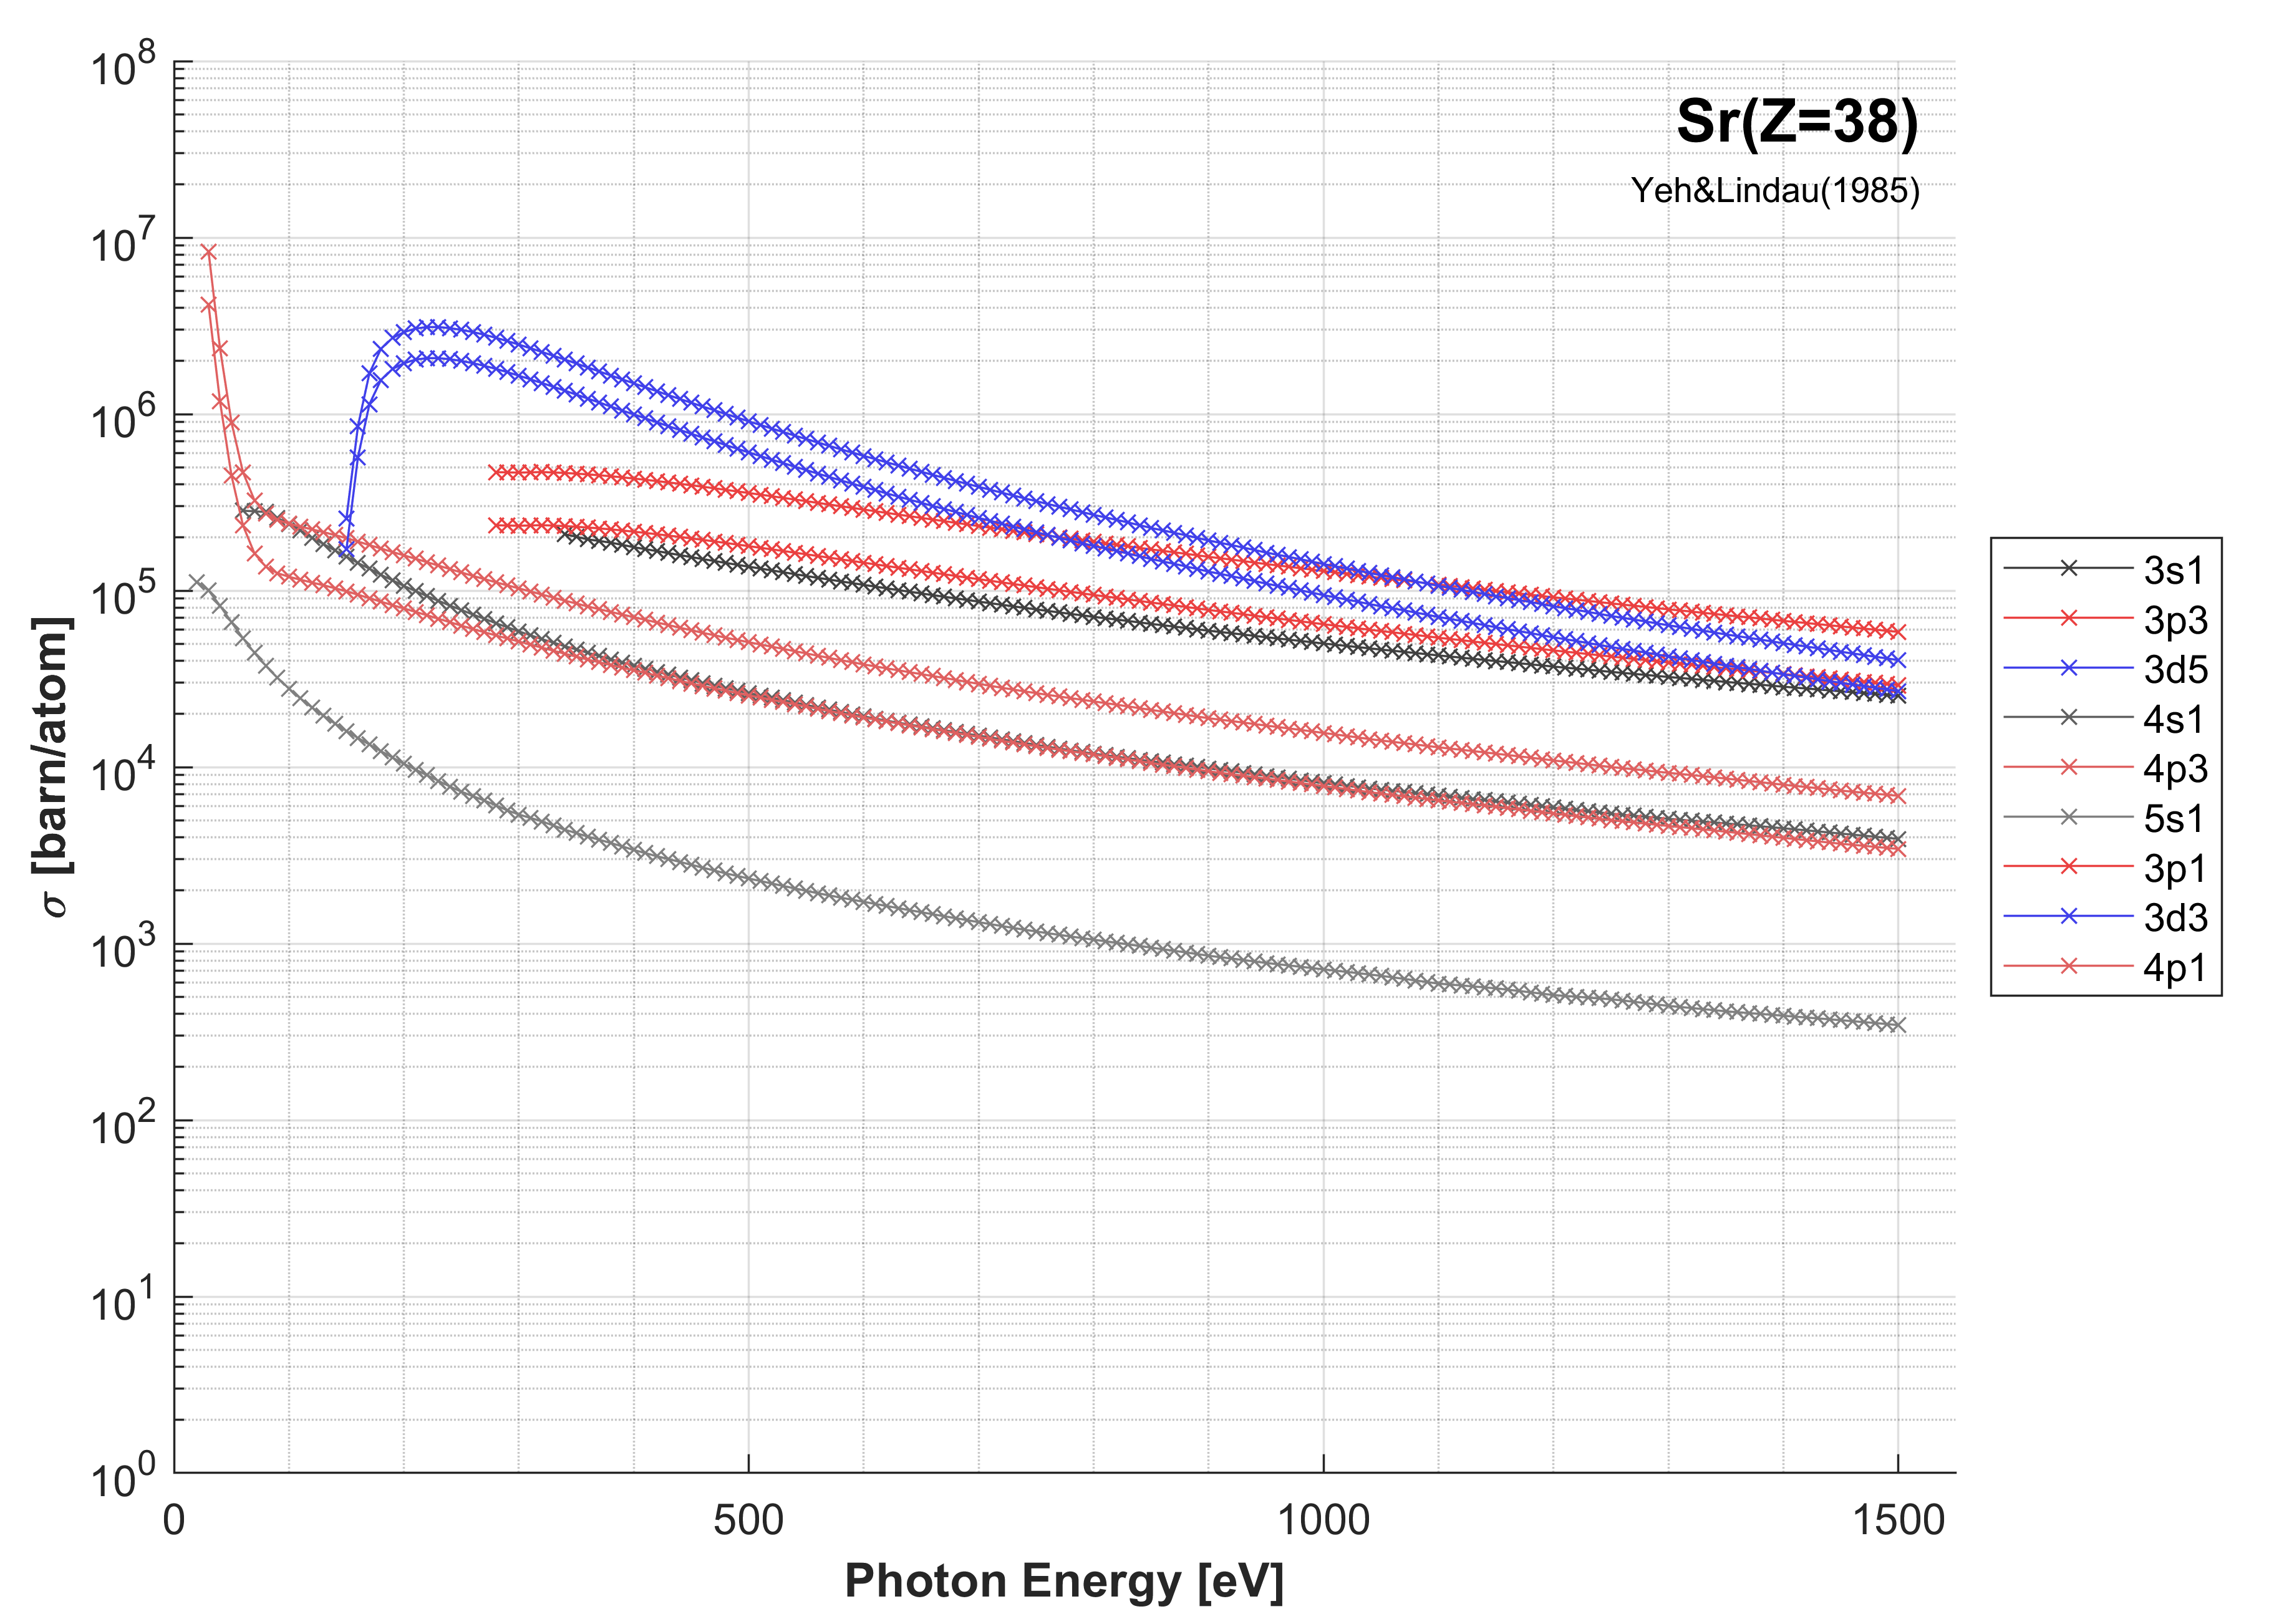 Sr(Z=38)
Yeh&Lindau(1985)
10^8
10^7
10^6
10^5
10^4
10^3
10^2
10^1
10^0
σ [barn/atom]
0
500
1000
1500
Photon Energy [eV]
3s1
3p3
3d5
4s1
4p3
5s1
3p1
3d3
4p1